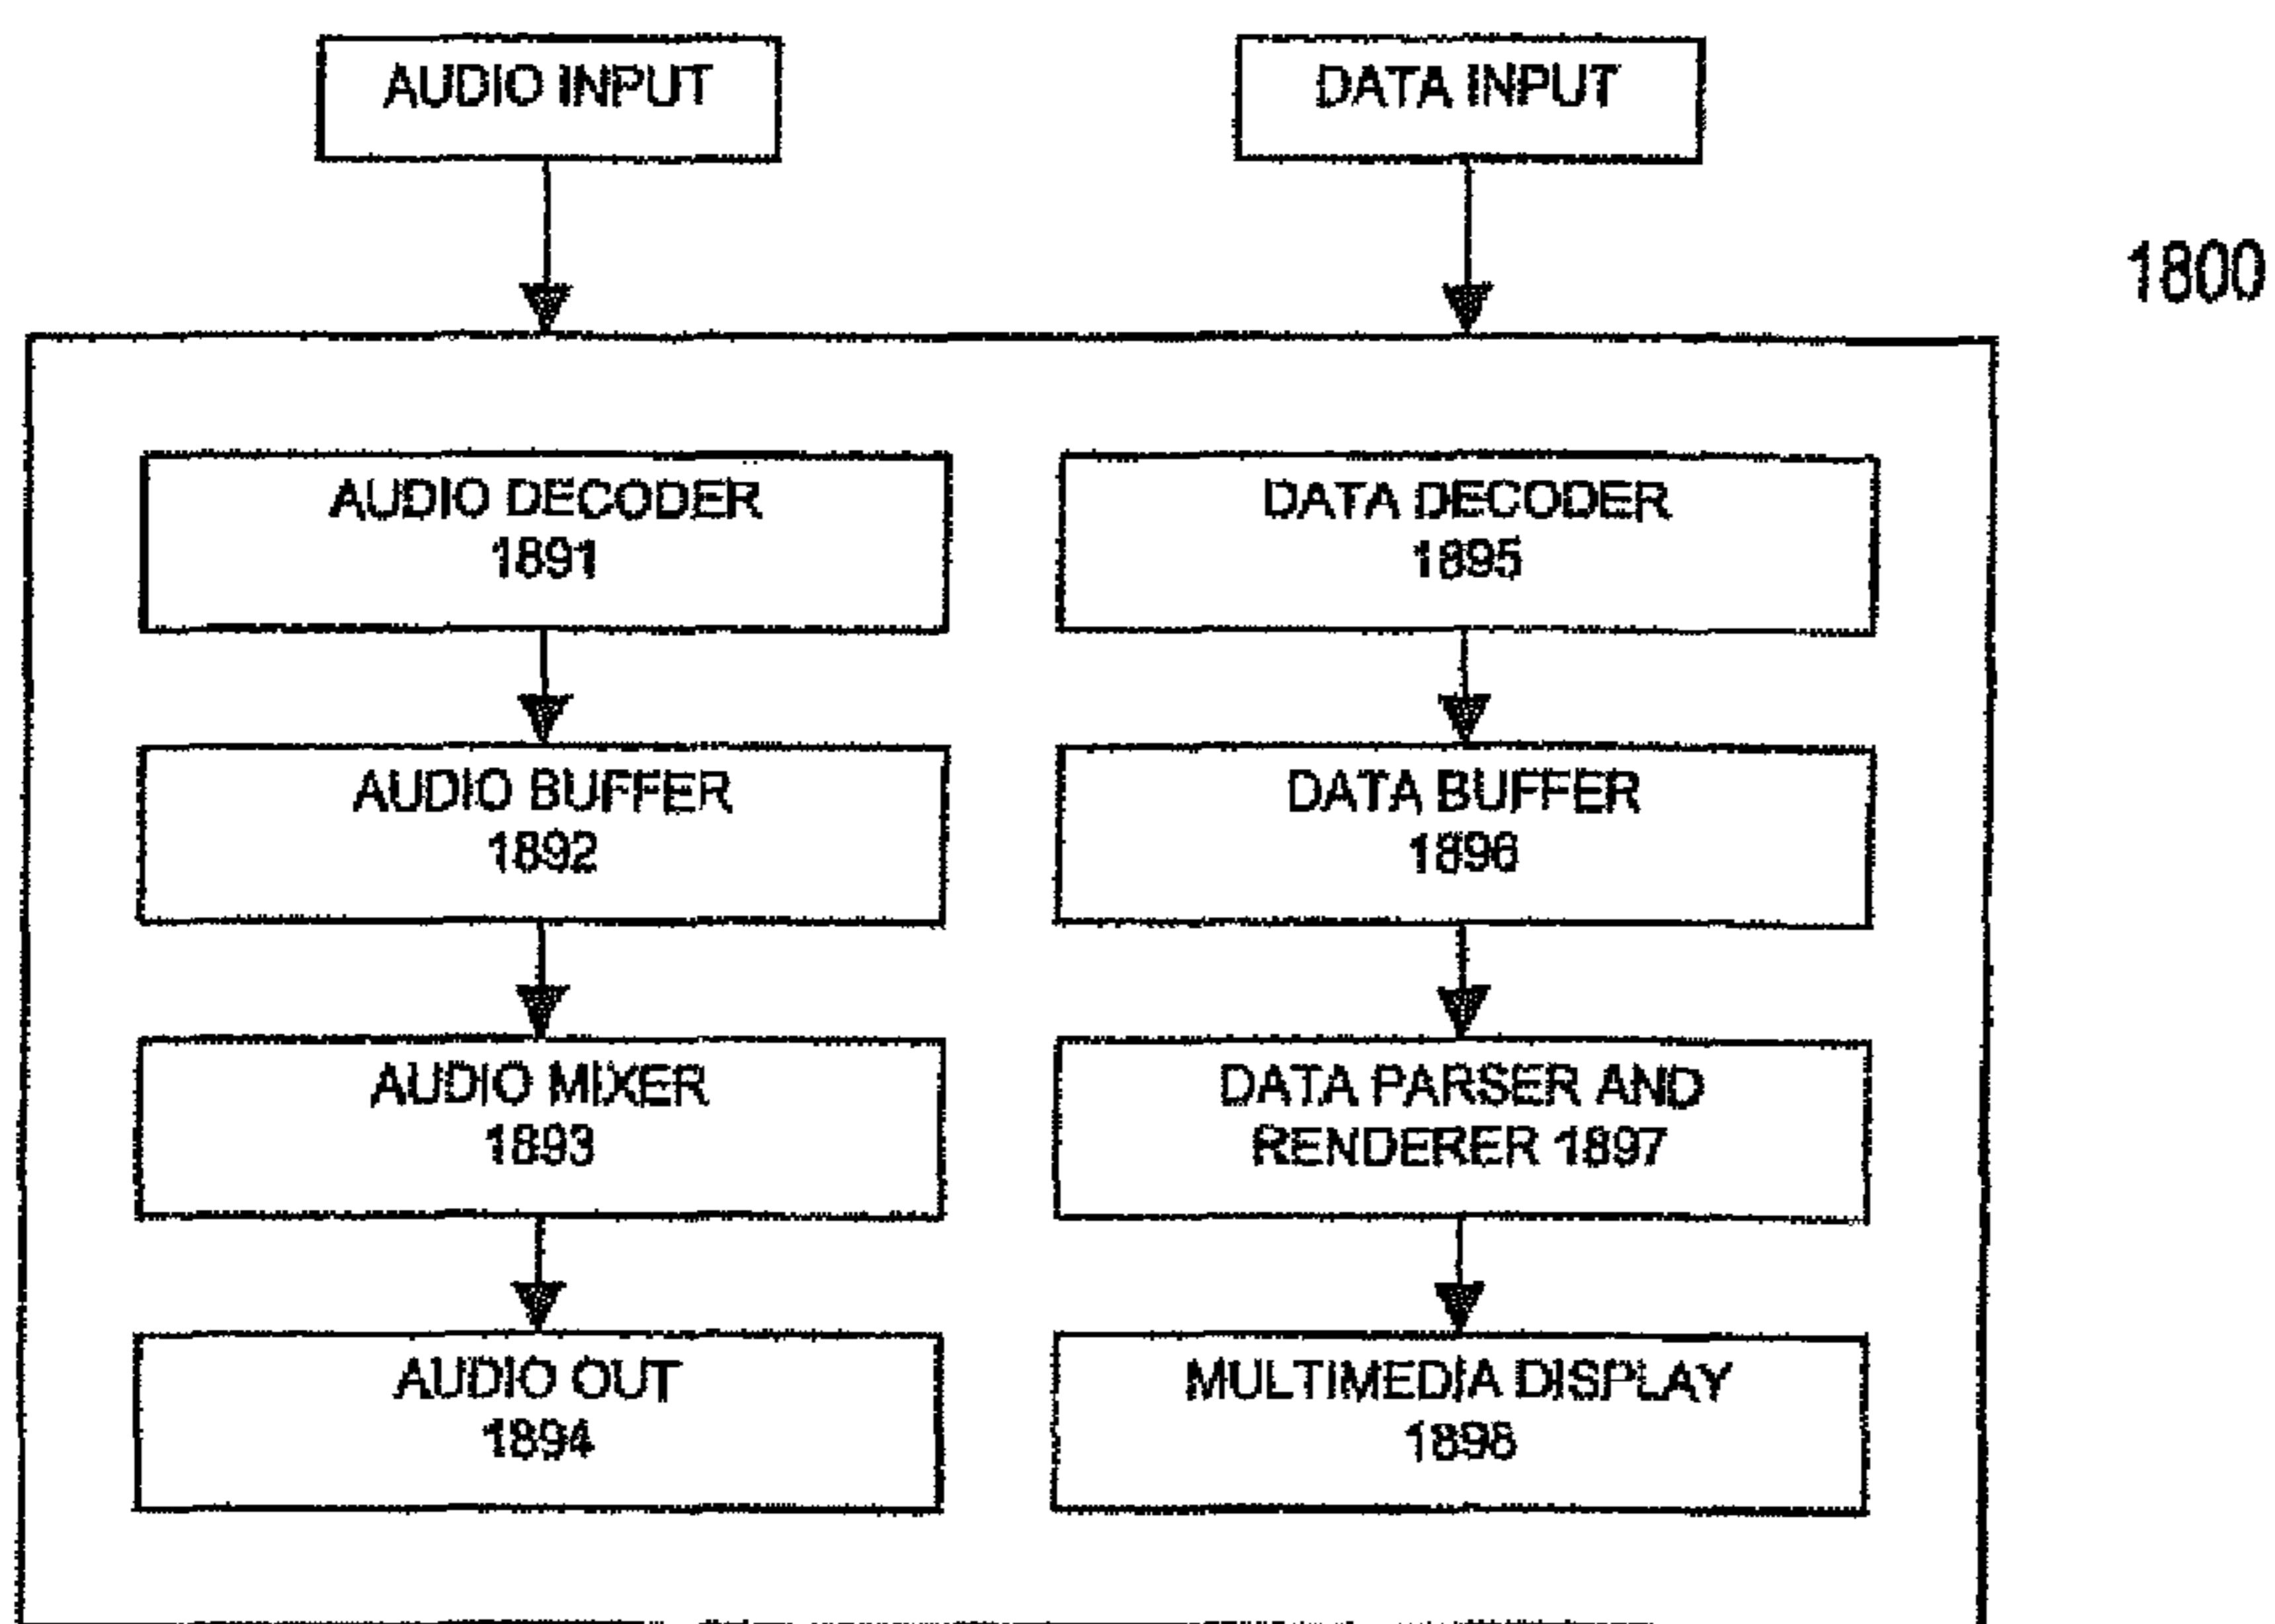 AUDIO INPUT
DATA INPUT
1800
AUDIO DECODER
1891
DATA DECODER
1895
AUDIO BUFFER
1892
DATA BUFFER
1896
AUDIO MIXER
1893
DATA PARSER AND
RENDERER 1897
AUDIO OUT
1894
MULTIMEDIA DISPLAY
1898